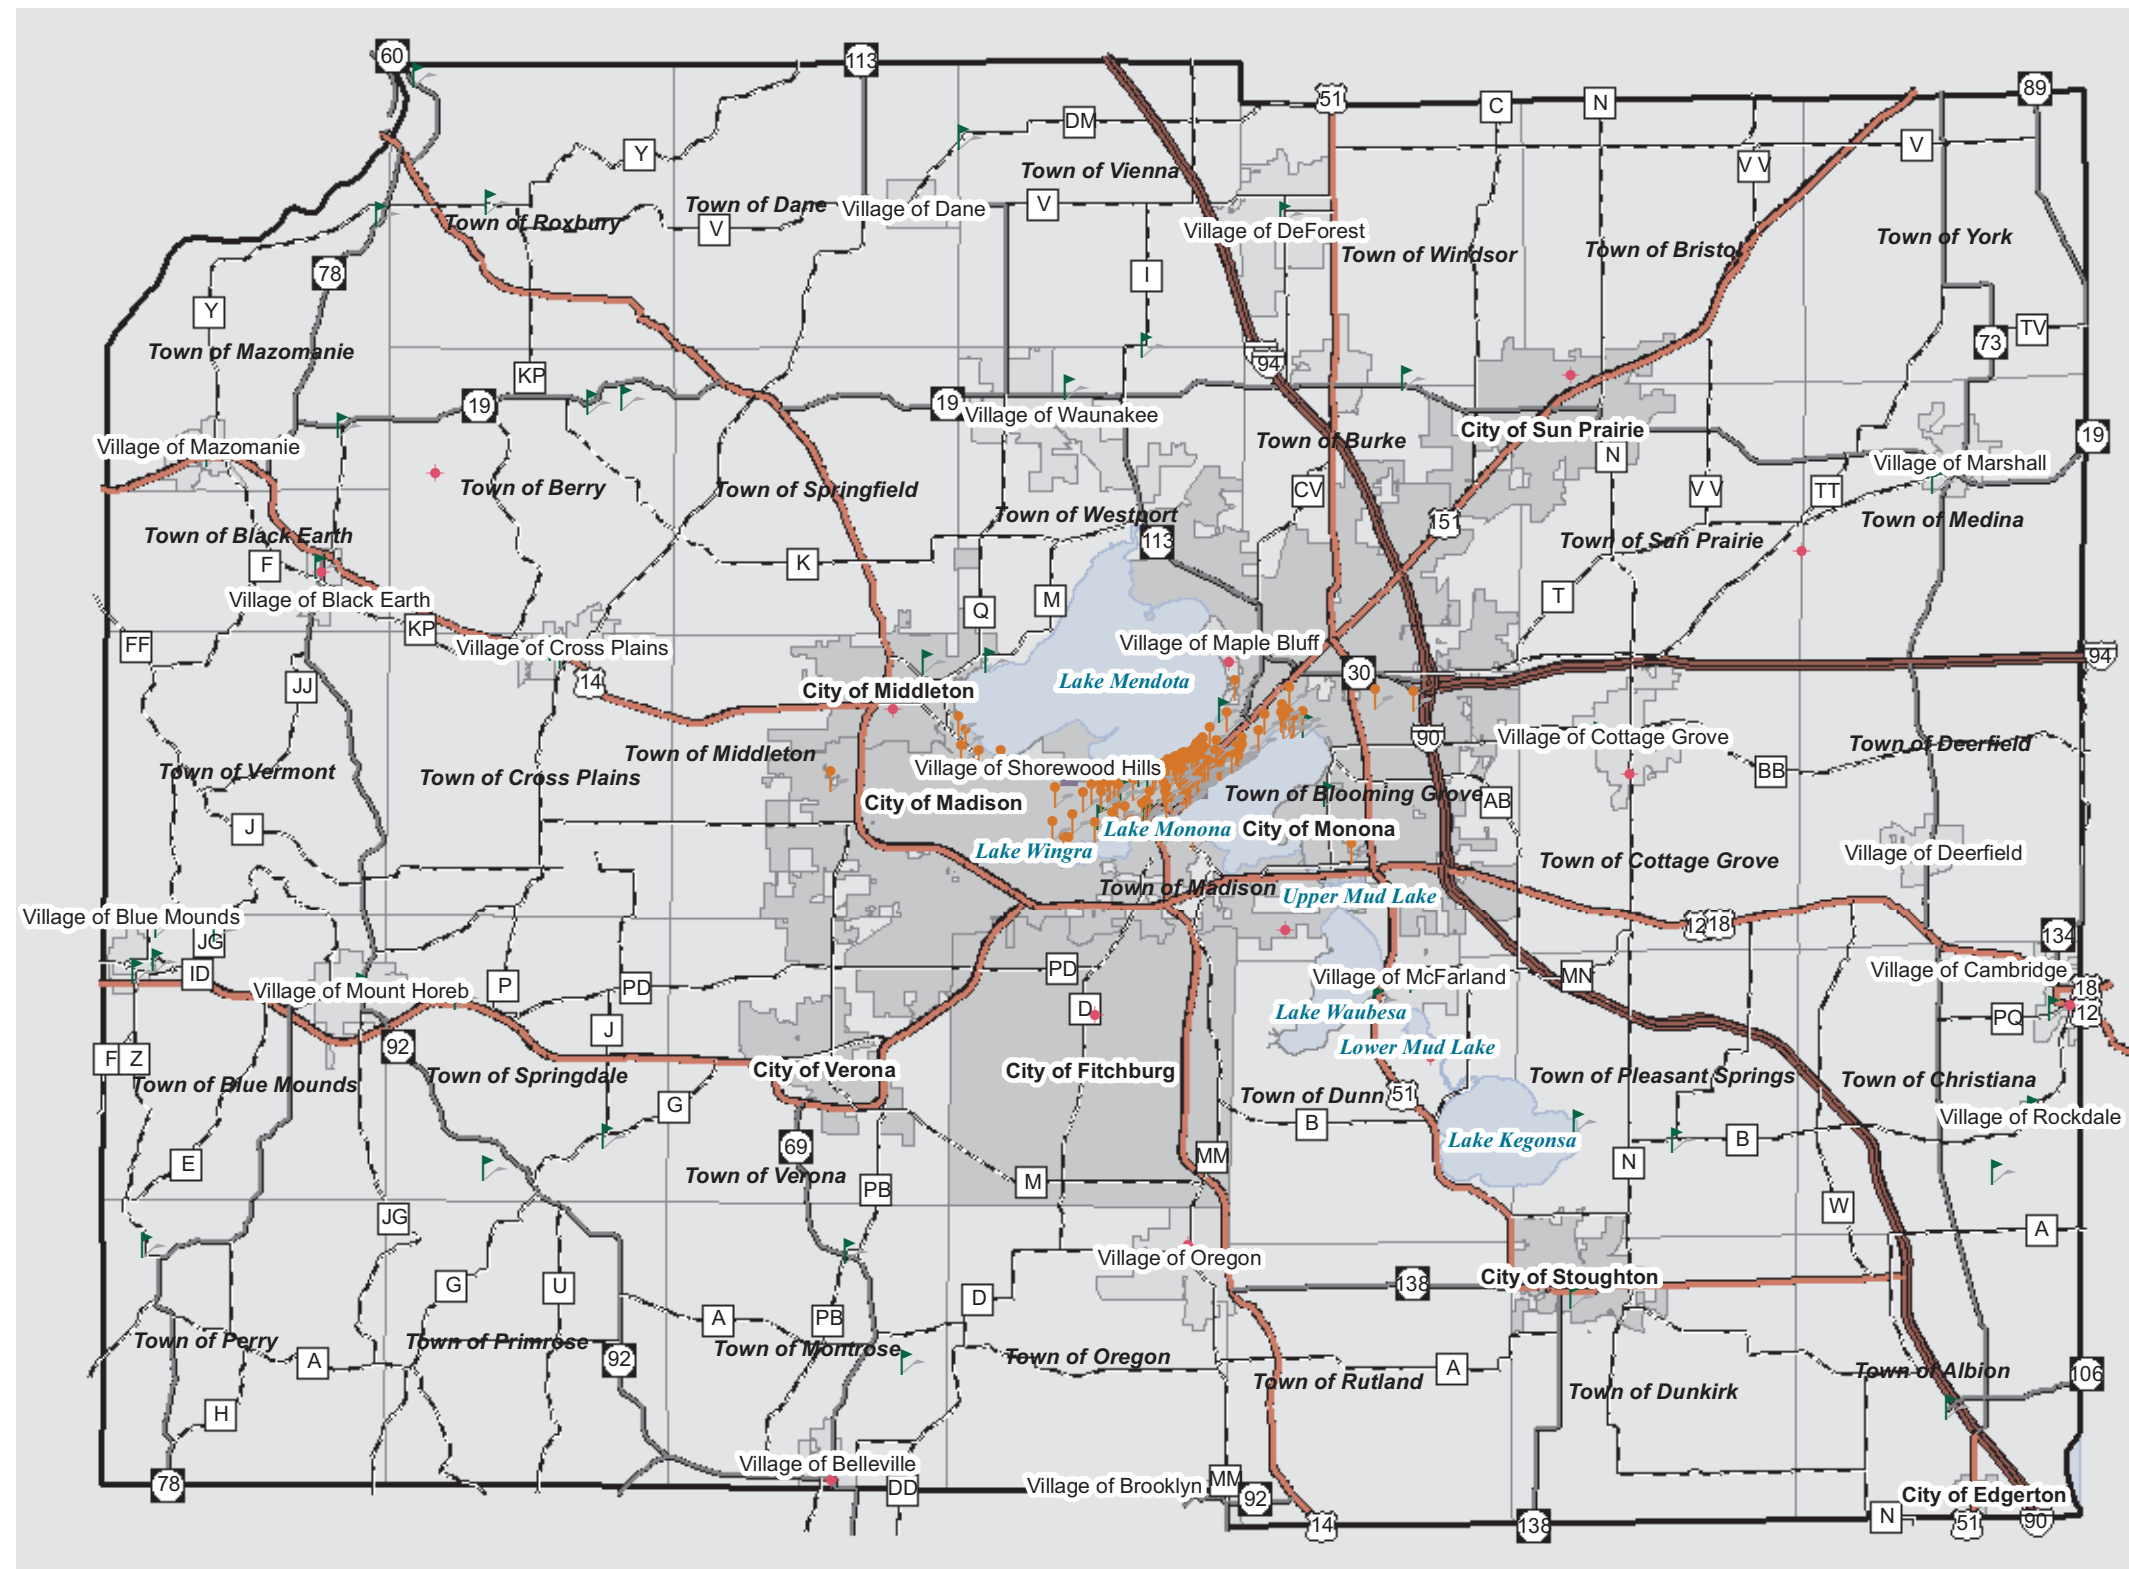 60
113
51
C
N
89
DM
V
Y
V V
Town of Vienna
Town of Dane
Village of Dane
V
Town of Roxbury
V
Village of DeForest
Town of Windsor
Town of Bristol
Town of York
78
I
Y
TV
73
Town of Mazomanie
94
KP
19
19
Village of Waunakee
City of Sun Prairie
19
Village of Mazomanie
Town of Burke
N
Village of Marshall
Town of Berry
Town of Springfield
CV
V V
TT
Town of Westport
151
Town of Medina
Town of Black Earth
113
Town of Sun Prairie
F
K
Village of Black Earth
Q
M
T
KP
FF
Village of Cross Plains
Village of Maple Bluff
94
JJ
14
City of Middleton
Lake Mendota
30
Town of Middleton
90
Village of Cottage Grove
Town of Deerfield
Town of Vermont
Town of Cross Plains
Village of Shorewood Hills
BB
City of Madison
Town of Blooming Grove
AB
J
Lake Monona
City of Monona
Lake Wingra
Town of Cottage Grove
Village of Deerfield
Town of Madison
Upper Mud Lake
Village of Blue Mounds
JG
12
18
134
ID
PD
MN
Village of Cambridge
Village of Mount Horeb
P
PD
Village of McFarland
18
D
Lake Waubesa
12
J
PQ
F
Z
92
Lower Mud Lake
Town of Blue Mounds
Town of Springdale
City of Verona
City of Fitchburg
Town of Pleasant Springs
Town of Christiana
G
Town of Dunn
51
Village of Rockdale
B
69
Lake Kegonsa
B
E
MM
N
Town of Verona
PB
M
JG
W
A
Village of Oregon
G
U
138
City of Stoughton
D
A
PB
Town of Perry
Town of Primrose
Town of Montrose
Town of Oregon
A
92
A
Town of Albion
106
Town of Rutland
Town of Dunkirk
H
Village of Belleville
78
DD
Village of Brooklyn
MM
92
City of Edgerton
14
138
N
51
90